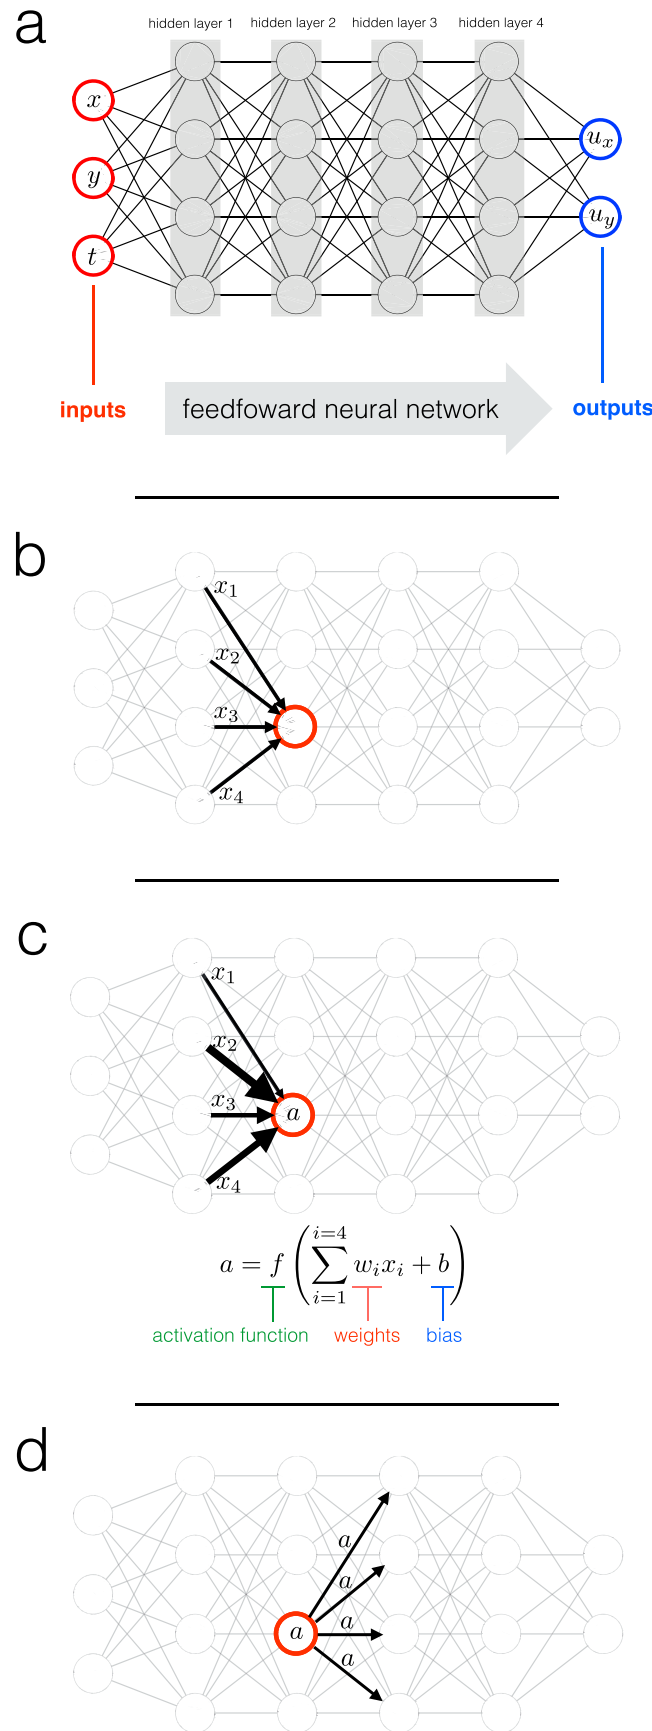 a
hidden layer 1 hidden layer 2 hidden layer 3 hidden layer 4
x
y
t
u_x
u_y
inputs
feedfoward neural network
outputs
b
x_1
x_2
x_3
x_4
c
x_1
x_2
x_3
x_4
a
a = f ( \sum_{i=1}^{i=4} w_i x_i + b )
activation function weights bias
d
a
a
a
a
a